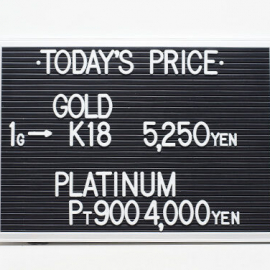 ·TODAY'S PRICE·
GOLD
1G→ K18 5,250YEN
PLATINUM
PT900 4,000YEN